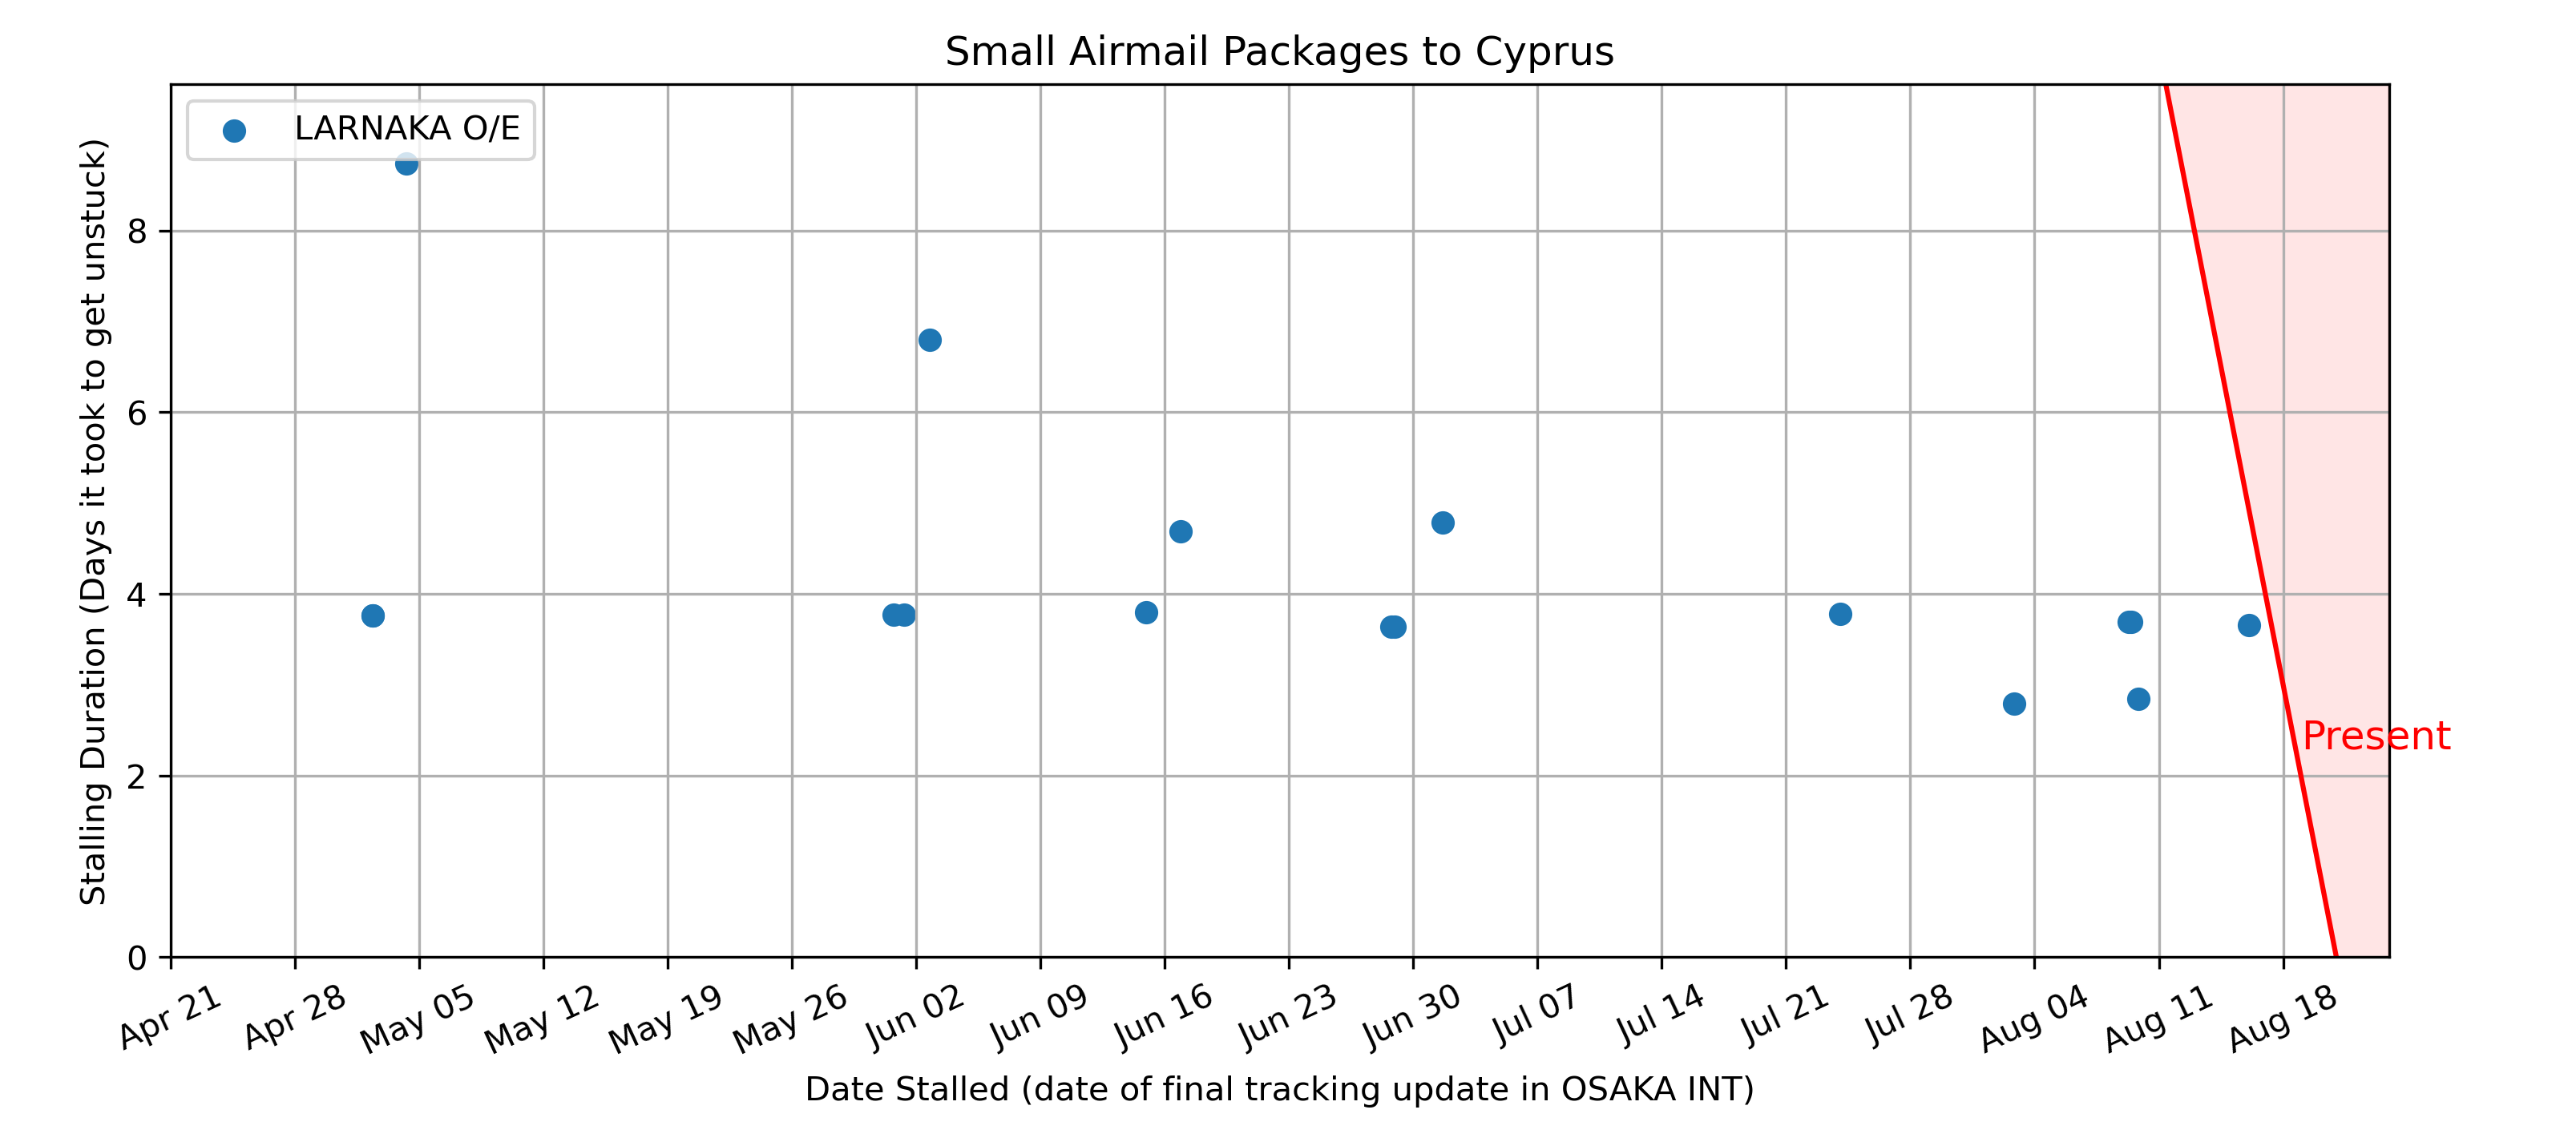 Small Airmail Packages to Cyprus
LARNAKA O/E
Stalling Duration (Days it took to get unstuck)
8
6
4
2
0
Present
Apr 21
Apr 28
May 05
May 12
May 19
May 26
Jun 02
Jun 09
Jun 16
Jun 23
Jun 30
Jul 07
Jul 14
Jul 21
Jul 28
Aug 04
Aug 11
Aug 18
Date Stalled (date of final tracking update in OSAKA INT)